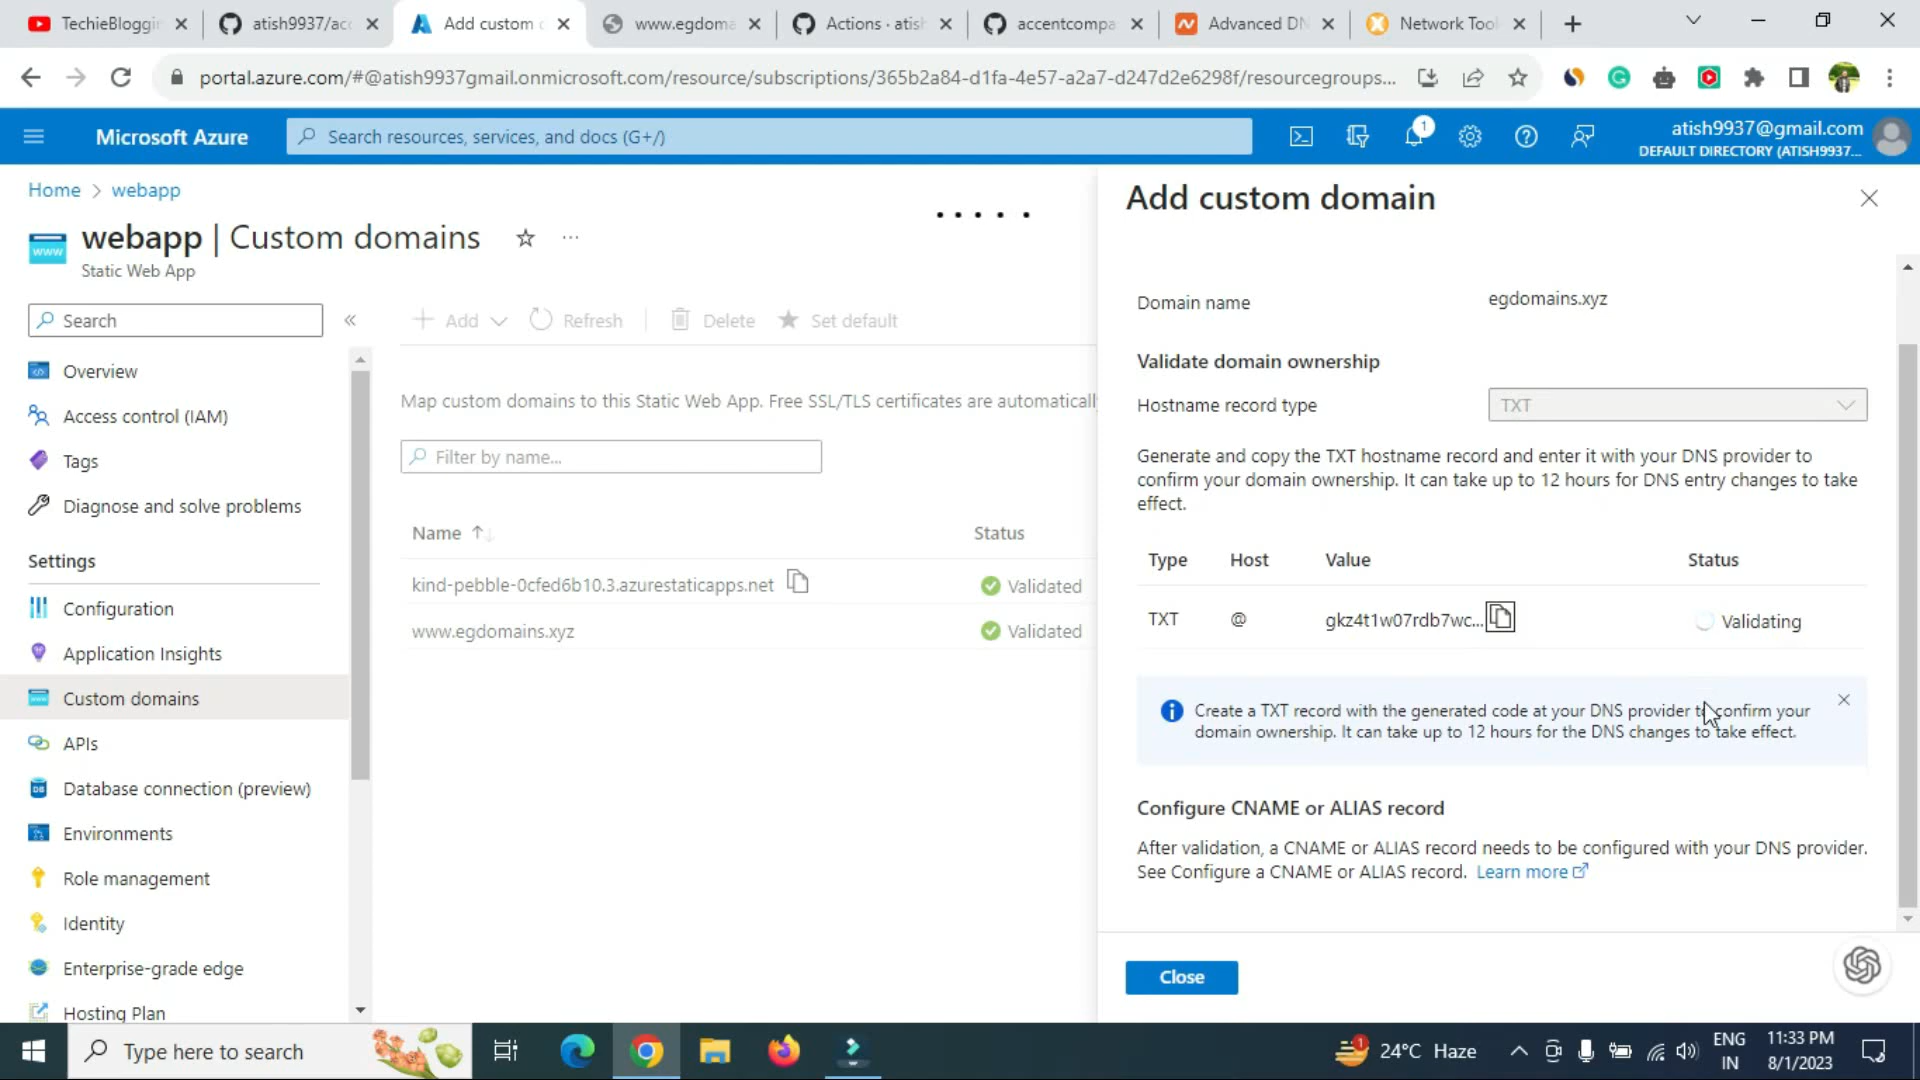 TechieBloggin
atish9937/acc
Add custom d
www.egdoma
Actions · atish
accentcompa
Advanced DN
Network Tool
portal.azure.com/#@atish9937gmail.onmicrosoft.com/resource/subscriptions/365b2a84-d1fa-4e57-a2a7-d247d2e6298f/resourcegroups...
Microsoft Azure
Search resources, services, and docs (G+/)
1
atish9937@gmail.com
DEFAULT DIRECTORY (ATISH9937...
Home > webapp
webapp | Custom domains
Static Web App
Search
Overview
Access control (IAM)
Tags
Diagnose and solve problems
Settings
Configuration
Application Insights
Custom domains
APIs
Database connection (preview)
Environments
Role management
Identity
Enterprise-grade edge
Hosting Plan
Add
Refresh
Delete
Set default
Map custom domains to this Static Web App. Free SSL/TLS certificates are automaticall
Filter by name...
Name Status
kind-pebble-0cfed6b10.3.azurestaticapps.net Validated
www.egdomains.xyz Validated
Add custom domain
Domain name egdomains.xyz
Validate domain ownership
Hostname record type TXT
Generate and copy the TXT hostname record and enter it with your DNS provider to
confirm your domain ownership. It can take up to 12 hours for DNS entry changes to take
effect.
Type Host Value Status
TXT @ gkz4t1w07rdb7wc... Validating
Create a TXT record with the generated code at your DNS provider to confirm your
domain ownership. It can take up to 12 hours for the DNS changes to take effect.
Configure CNAME or ALIAS record
After validation, a CNAME or ALIAS record needs to be configured with your DNS provider.
See Configure a CNAME or ALIAS record. Learn more
Close
Type here to search
1
24°C Haze
ENG
IN
11:33 PM
8/1/2023